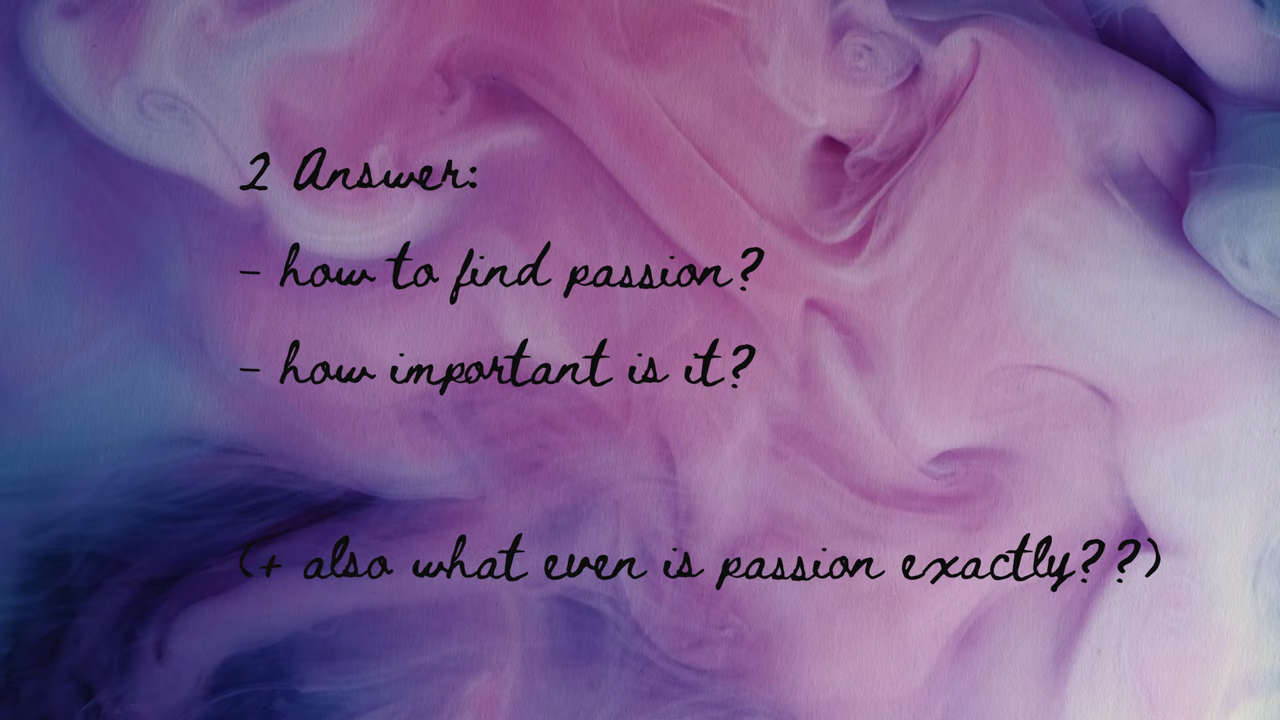 2 Answer:
- how to find passion?
- how important is it?
(+ also what even is passion exactly??)